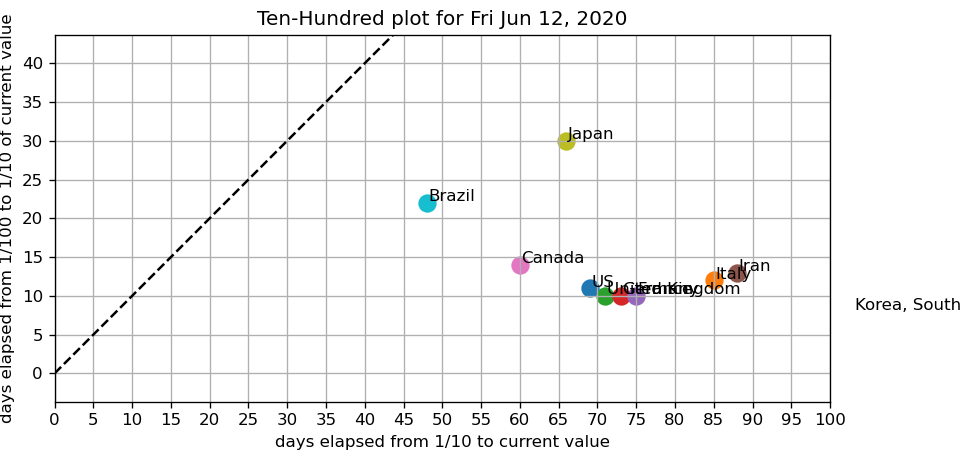 Ten-Hundred plot for Fri Jun 12, 2020
days elapsed from 1/100 to 1/10 of current value
40
35
30
25
20
15
10
5
0
Japan
Brazil
Canada
Iran
Italy
US
United Kingdom
Germany
France
Korea, South
0 5 10 15 20 25 30 35 40 45 50 55 60 65 70 75 80 85 90 95 100
days elapsed from 1/10 to current value